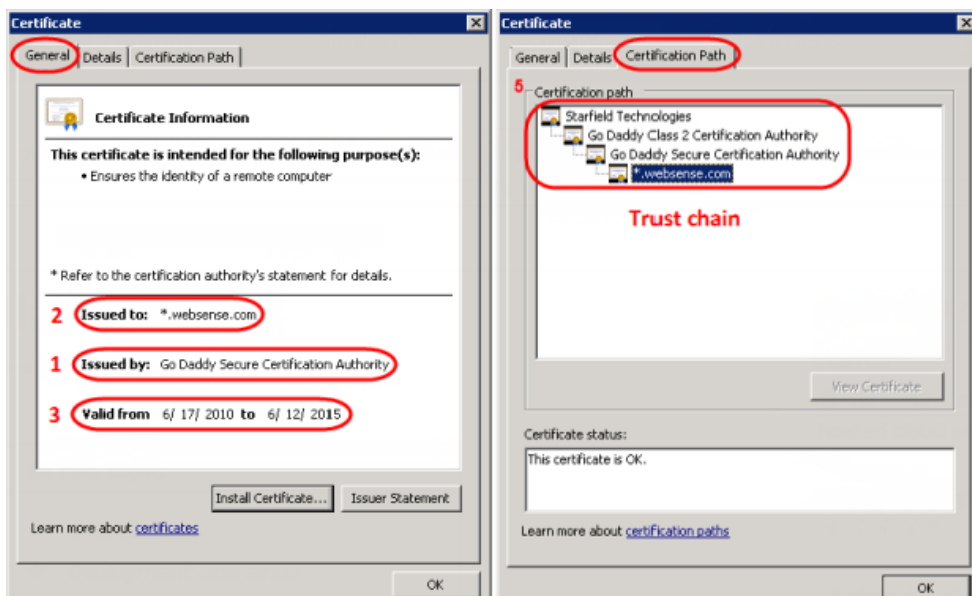 Certificate
General Details Certification Path
Certificate Information
This certificate is intended for the following purpose(s):
• Ensures the identity of a remote computer
* Refer to the certification authority's statement for details.
2 Issued to: *.websense.com
1 Issued by: Go Daddy Secure Certification Authority
3 Valid from 6/ 17/ 2010 to 6/ 12/ 2015
Install Certificate... Issuer Statement
Learn more about certificates
OK
Certificate
General Details Certification Path
5 Certification path
Starfield Technologies
Go Daddy Class 2 Certification Authority
Go Daddy Secure Certification Authority
*.websense.com
Trust chain
View Certificate
Certificate status:
This certificate is OK.
Learn more about certification paths
OK